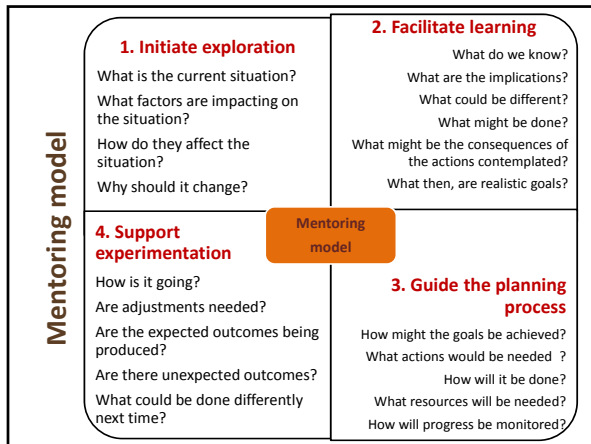 Mentoring model
1. Initiate exploration
What is the current situation?
What factors are impacting on
the situation?
How do they affect the
situation?
Why should it change?
2. Facilitate learning
What do we know?
What are the implications?
What could be different?
What might be done?
What might be the consequences of
the actions contemplated?
What then, are realistic goals?
Mentoring
model
4. Support
experimentation
How is it going?
Are adjustments needed?
Are the expected outcomes being
produced?
Are there unexpected outcomes?
What could be done differently
next time?
3. Guide the planning
process
How might the goals be achieved?
What actions would be needed ?
How will it be done?
What resources will be needed?
How will progress be monitored?